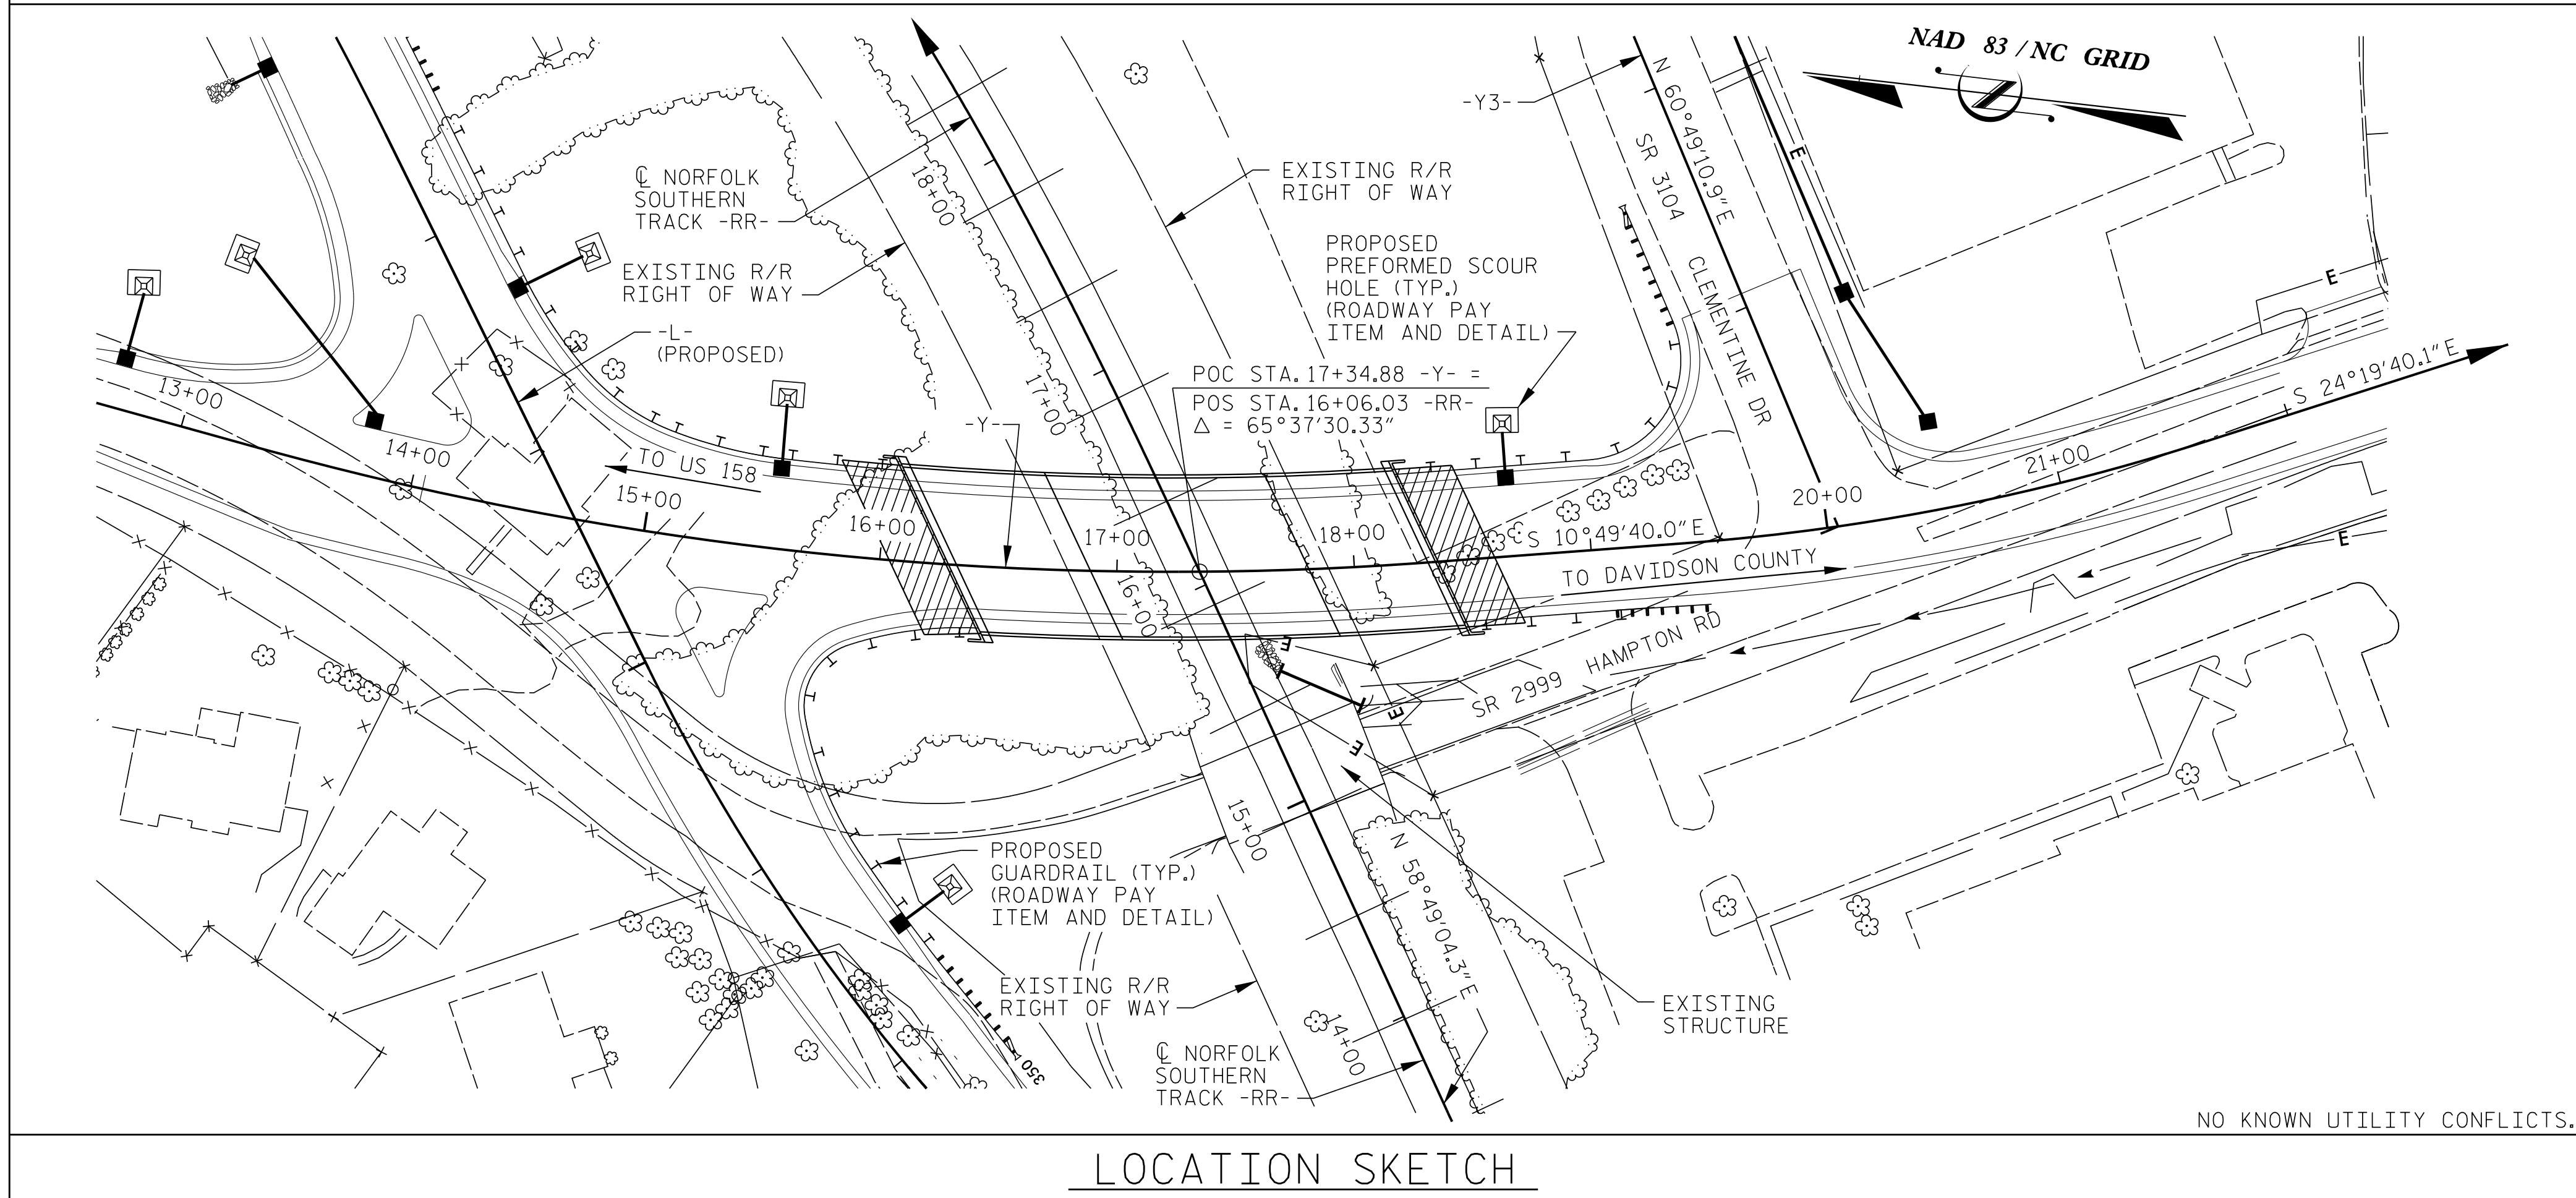 NAD 83 / NC GRID
-Y3-
N 60°49'10.9"E
SR 3104 CLEMENTINE DR
E
℄ NORFOLK
SOUTHERN
TRACK -RR-
18+00
EXISTING R/R
RIGHT OF WAY
EXISTING R/R
RIGHT OF WAY
PROPOSED
PREFORMED SCOUR
HOLE (TYP.)
(ROADWAY PAY
ITEM AND DETAIL)
-L-
(PROPOSED)
E
S 24°19'40.1"E
POC STA. 17+34.88 -Y- =
POS STA. 16+06.03 -RR-
Δ = 65°37'30.33"
17+00
13+00
14+00
-Y-
TO US 158
15+00
16+00
17+00
18+00
S 10°49'40.0"E
20+00
21+00
TO DAVIDSON COUNTY
E
16+00
E
SR 2999 HAMPTON RD
E
E
15+00
PROPOSED
GUARDRAIL (TYP.)
(ROADWAY PAY
ITEM AND DETAIL)
N 58°49'04.3"E
EXISTING R/R
RIGHT OF WAY
EXISTING
STRUCTURE
14+00
350
℄ NORFOLK
SOUTHERN
TRACK -RR-
NO KNOWN UTILITY CONFLICTS.
LOCATION SKETCH